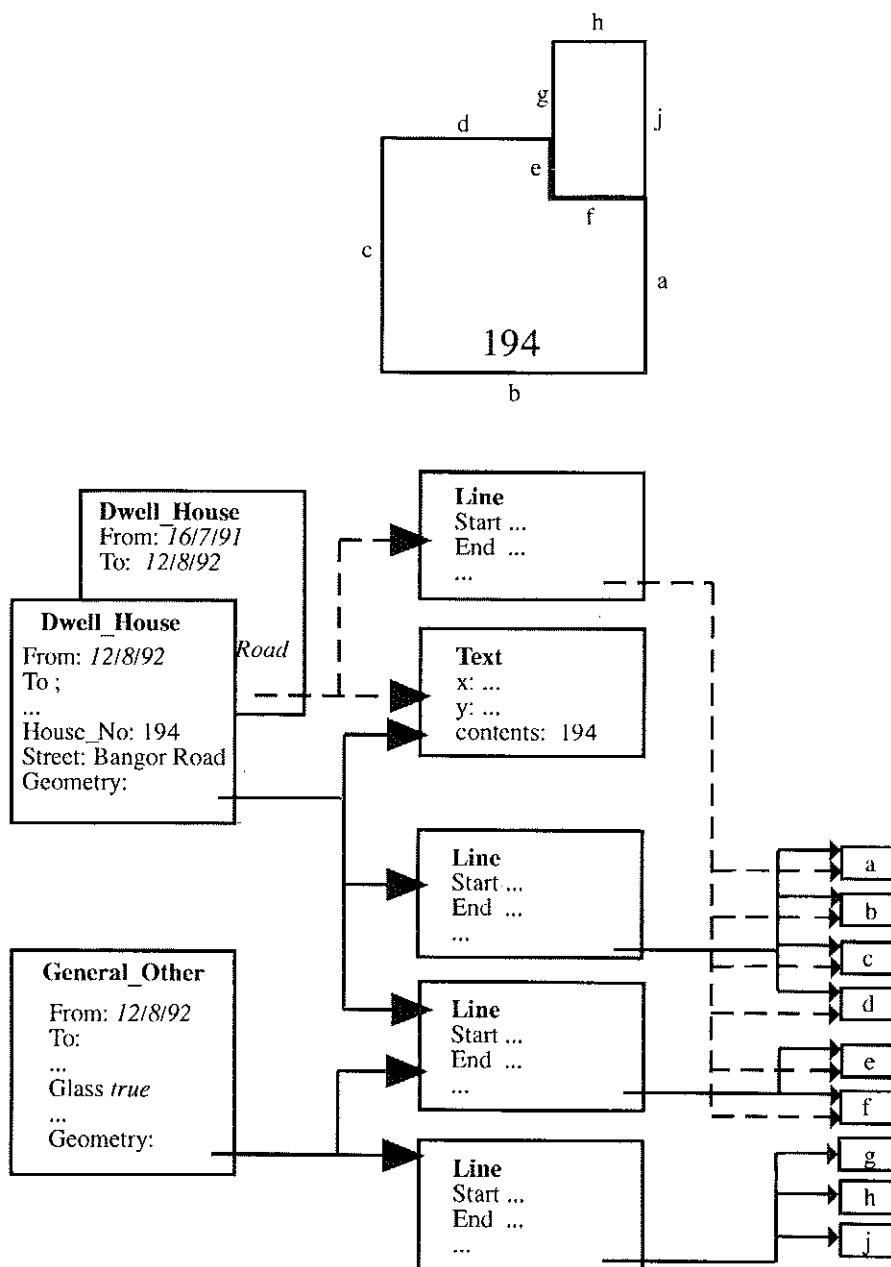 h
g
j
d
e
f
c
a
194
b
Dwell_House
From: 16/7/91
To: 12/8/92
Road
Dwell_House
From: 12/8/92
To ;
...
House_No: 194
Street: Bangor Road
Geometry:
General_Other
From: 12/8/92
To:
...
Glass true
...
Geometry:
Line
Start ...
End ...
...
Text
x: ...
y: ...
contents: 194
Line
Start ...
End ...
...
Line
Start ...
End ...
...
Line
Start ...
End ...
...
a
b
c
d
e
f
g
h
j